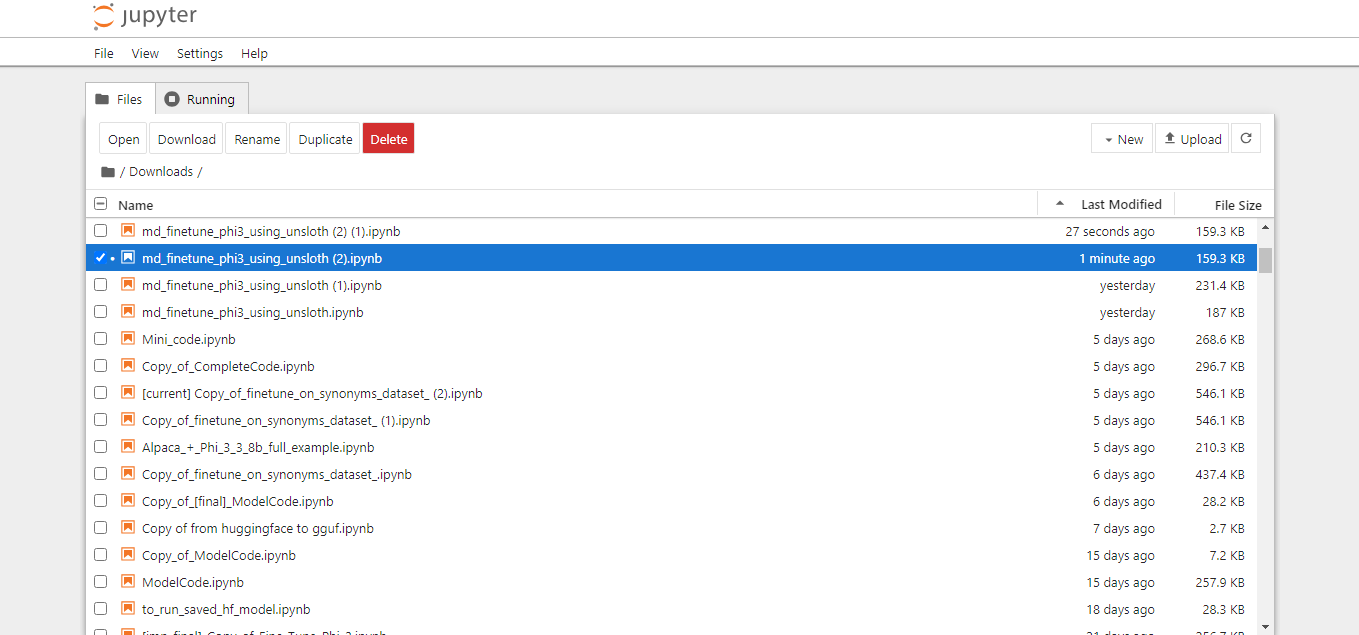 jupyter
File View Settings Help
Files Running
Open Download Rename Duplicate Delete New Upload
/ Downloads /
Name Last Modified File Size
md_finetune_phi3_using_unsloth (2) (1).ipynb 27 seconds ago 159.3 KB
md_finetune_phi3_using_unsloth (2).ipynb 1 minute ago 159.3 KB
md_finetune_phi3_using_unsloth (1).ipynb yesterday 231.4 KB
md_finetune_phi3_using_unsloth.ipynb yesterday 187 KB
Mini_code.ipynb 5 days ago 268.6 KB
Copy_of_CompleteCode.ipynb 5 days ago 296.7 KB
[current] Copy_of_finetune_on_synonyms_dataset_ (2).ipynb 5 days ago 546.1 KB
Copy_of_finetune_on_synonyms_dataset_ (1).ipynb 5 days ago 546.1 KB
Alpaca_+_Phi_3_3_8b_full_example.ipynb 5 days ago 210.3 KB
Copy_of_finetune_on_synonyms_dataset_.ipynb 6 days ago 437.4 KB
Copy_of_[final]_ModelCode.ipynb 6 days ago 28.2 KB
Copy of from huggingface to gguf.ipynb 7 days ago 2.7 KB
Copy_of_ModelCode.ipynb 15 days ago 7.2 KB
ModelCode.ipynb 15 days ago 257.9 KB
to_run_saved_hf_model.ipynb 18 days ago 28.3 KB